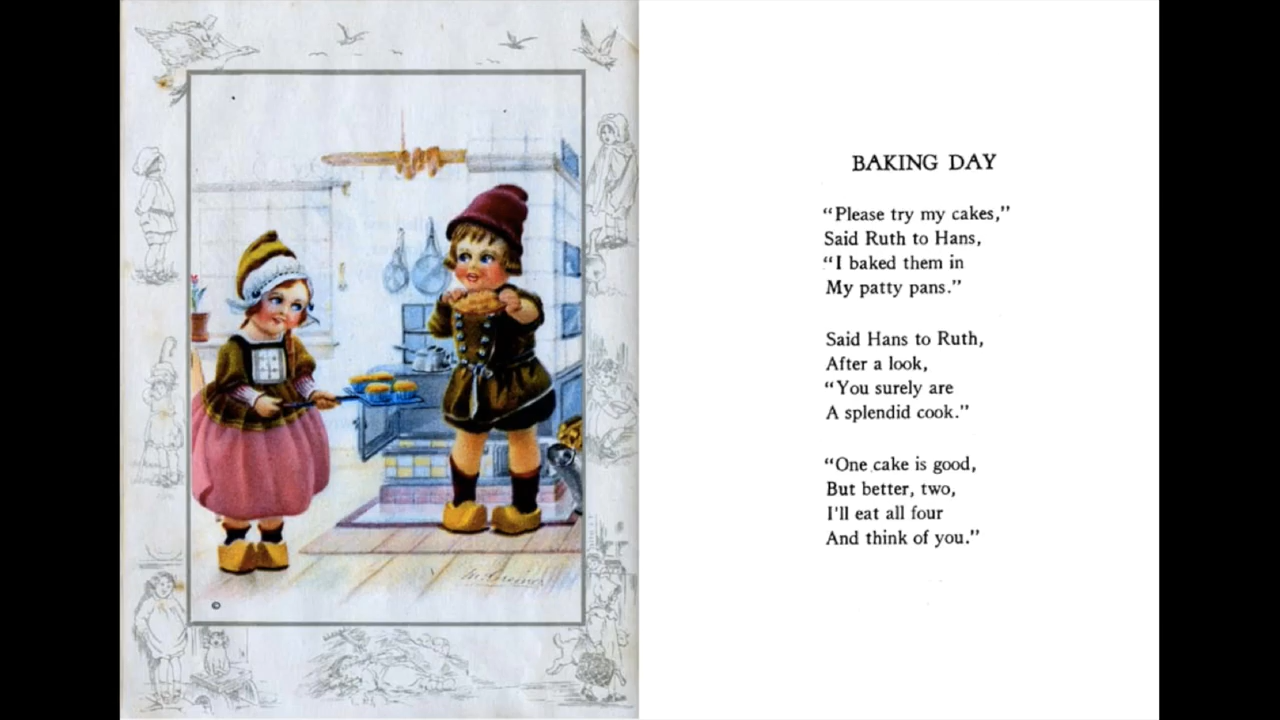 ©
BAKING DAY
“Please try my cakes,”
Said Ruth to Hans,
“I baked them in
My patty pans.”
Said Hans to Ruth,
After a look,
“You surely are
A splendid cook.”
“One cake is good,
But better, two,
I'll eat all four
And think of you.”